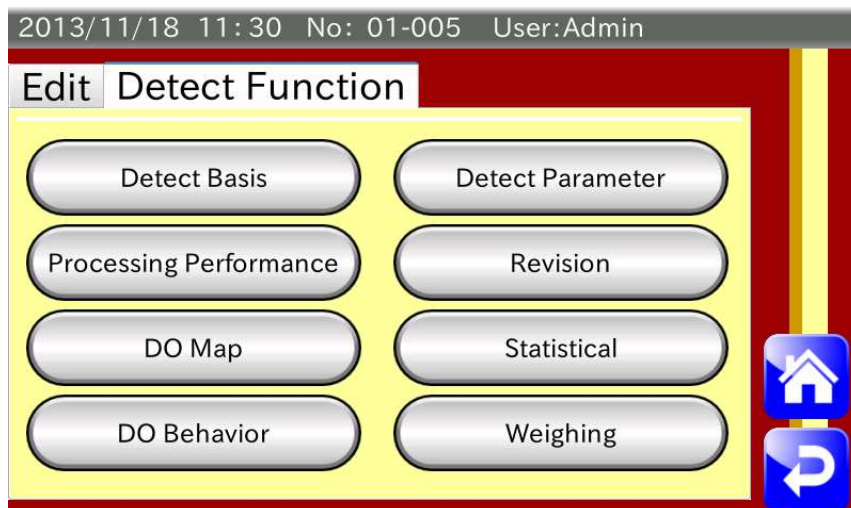 2013/11/18 11:30 No: 01-005 User:Admin
Edit Detect Function
Detect Basis Detect Parameter
Processing Performance Revision
DO Map Statistical
DO Behavior Weighing